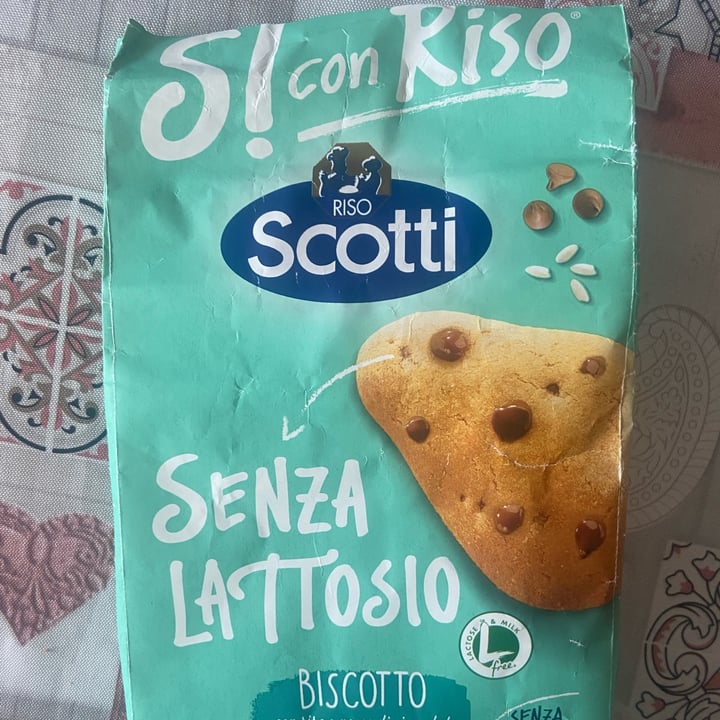 Sì con Riso®
RISO
Scotti
SENZA
LATTOSIO
LACTOSE & MILK
free.
BISCOTTO
SENZA